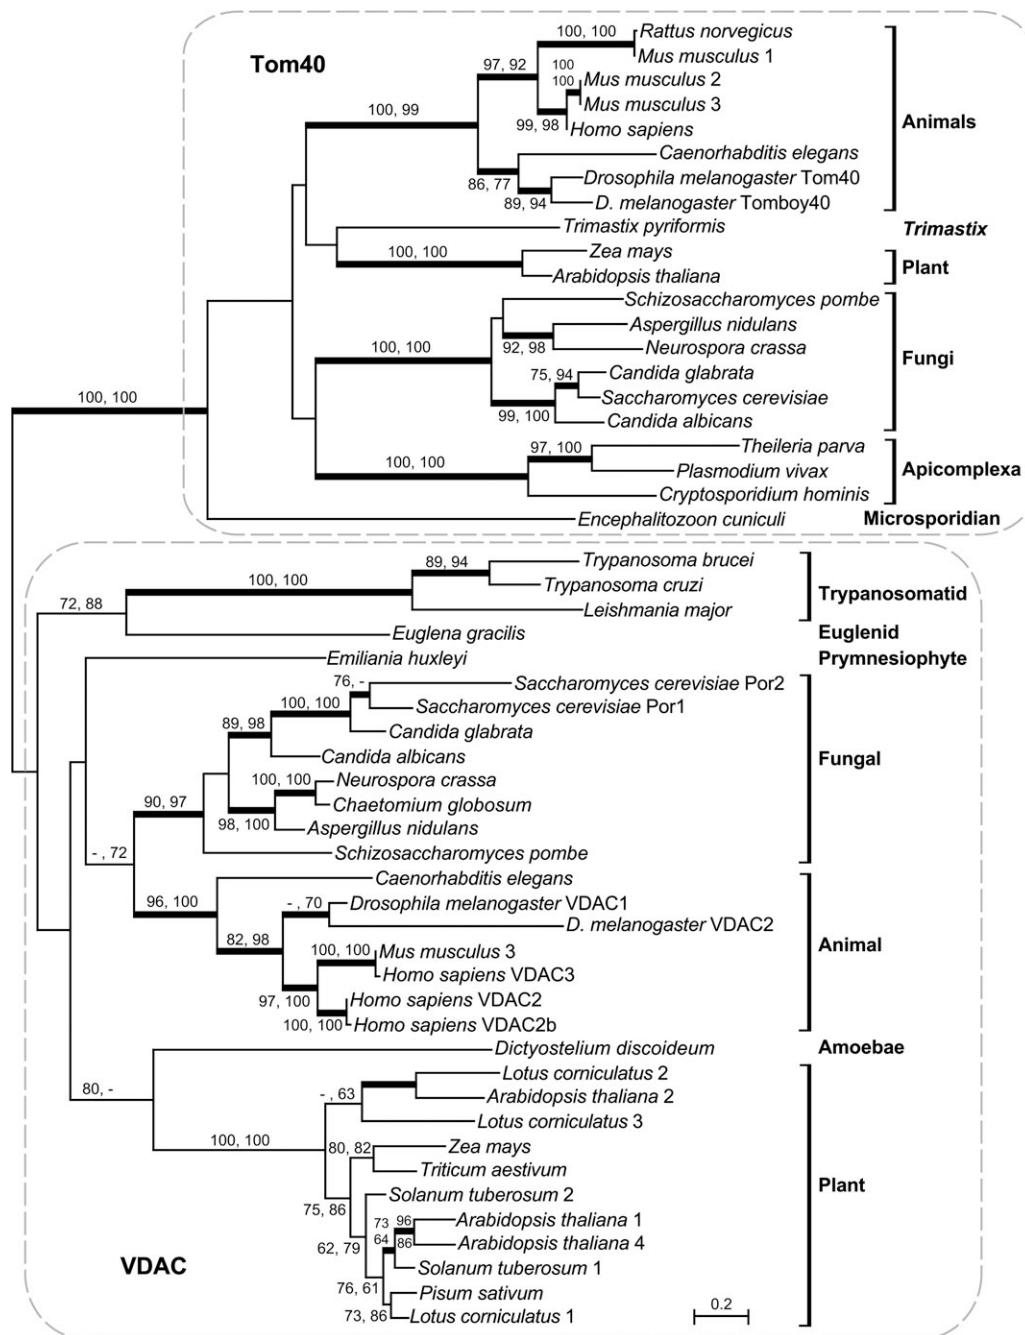 Tom40
100, 100
Rattus norvegicus
Mus musculus 1
97, 92
100
100
Mus musculus 2
Mus musculus 3
100, 99
99, 98
Homo sapiens
Animals
Caenorhabditis elegans
86, 77
Drosophila melanogaster Tom40
89, 94
D. melanogaster Tomboy40
Trimastix pyriformis
Trimastix
100, 100
Zea mays
Arabidopsis thaliana
Plant
Schizosaccharomyces pombe
Aspergillus nidulans
92, 98
Neurospora crassa
100, 100
Fungi
75, 94
Candida glabrata
Saccharomyces cerevisiae
99, 100
Candida albicans
100, 100
97, 100
Theileria parva
100, 100
Plasmodium vivax
Apicomplexa
Cryptosporidium hominis
Encephalitozoon cuniculi
Microsporidian
89, 94
Trypanosoma brucei
100, 100
Trypanosoma cruzi
Trypanosomatid
72, 88
Leishmania major
Euglena gracilis
Euglenid
Emiliania huxleyi
Prymnesiophyte
76, -
Saccharomyces cerevisiae Por2
100, 100
Saccharomyces cerevisiae Por1
89, 98
Candida glabrata
Candida albicans
Fungal
100, 100
Neurospora crassa
90, 97
Chaetomium globosum
98, 100
Aspergillus nidulans
- , 72
Schizosaccharomyces pombe
Caenorhabditis elegans
96, 100
- , 70
Drosophila melanogaster VDAC1
D. melanogaster VDAC2
82, 98
Animal
100, 100
Mus musculus 3
Homo sapiens VDAC3
97, 100
Homo sapiens VDAC2
100, 100
Homo sapiens VDAC2b
Dictyostelium discoideum
Amoebae
80, -
Lotus corniculatus 2
- , 63
Arabidopsis thaliana 2
Lotus corniculatus 3
100, 100
80, 82
Zea mays
Triticum aestivum
Plant
Solanum tuberosum 2
75, 86
73
96
Arabidopsis thaliana 1
64
86
Arabidopsis thaliana 4
62, 79
Solanum tuberosum 1
VDAC
76, 61
Pisum sativum
73, 86
Lotus corniculatus 1
0.2